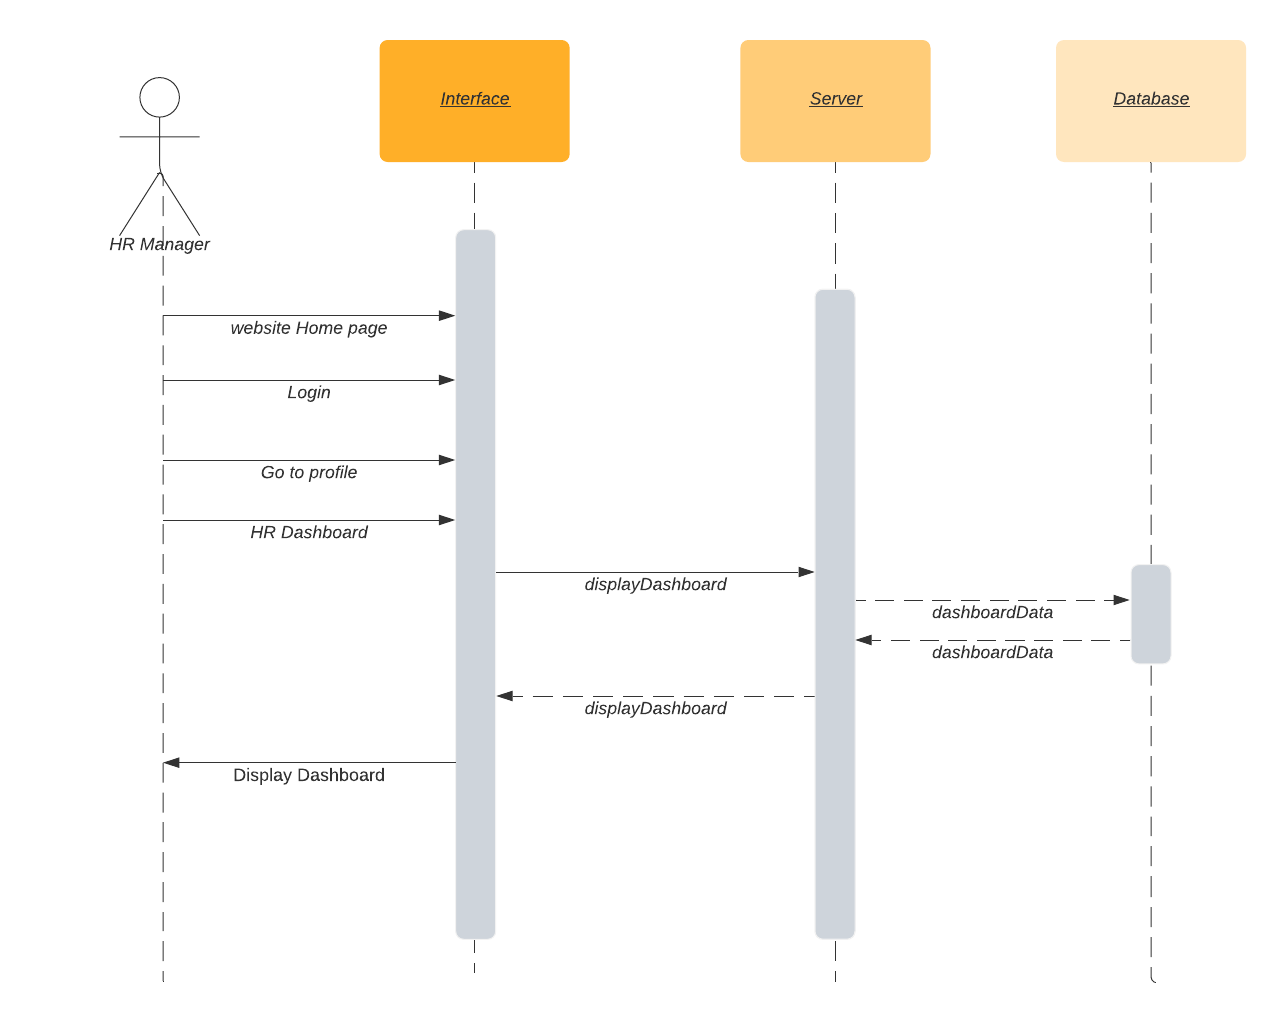 Interface
Server
Database
HR Manager
website Home page
Login
Go to profile
HR Dashboard
displayDashboard
dashboardData
dashboardData
displayDashboard
Display Dashboard